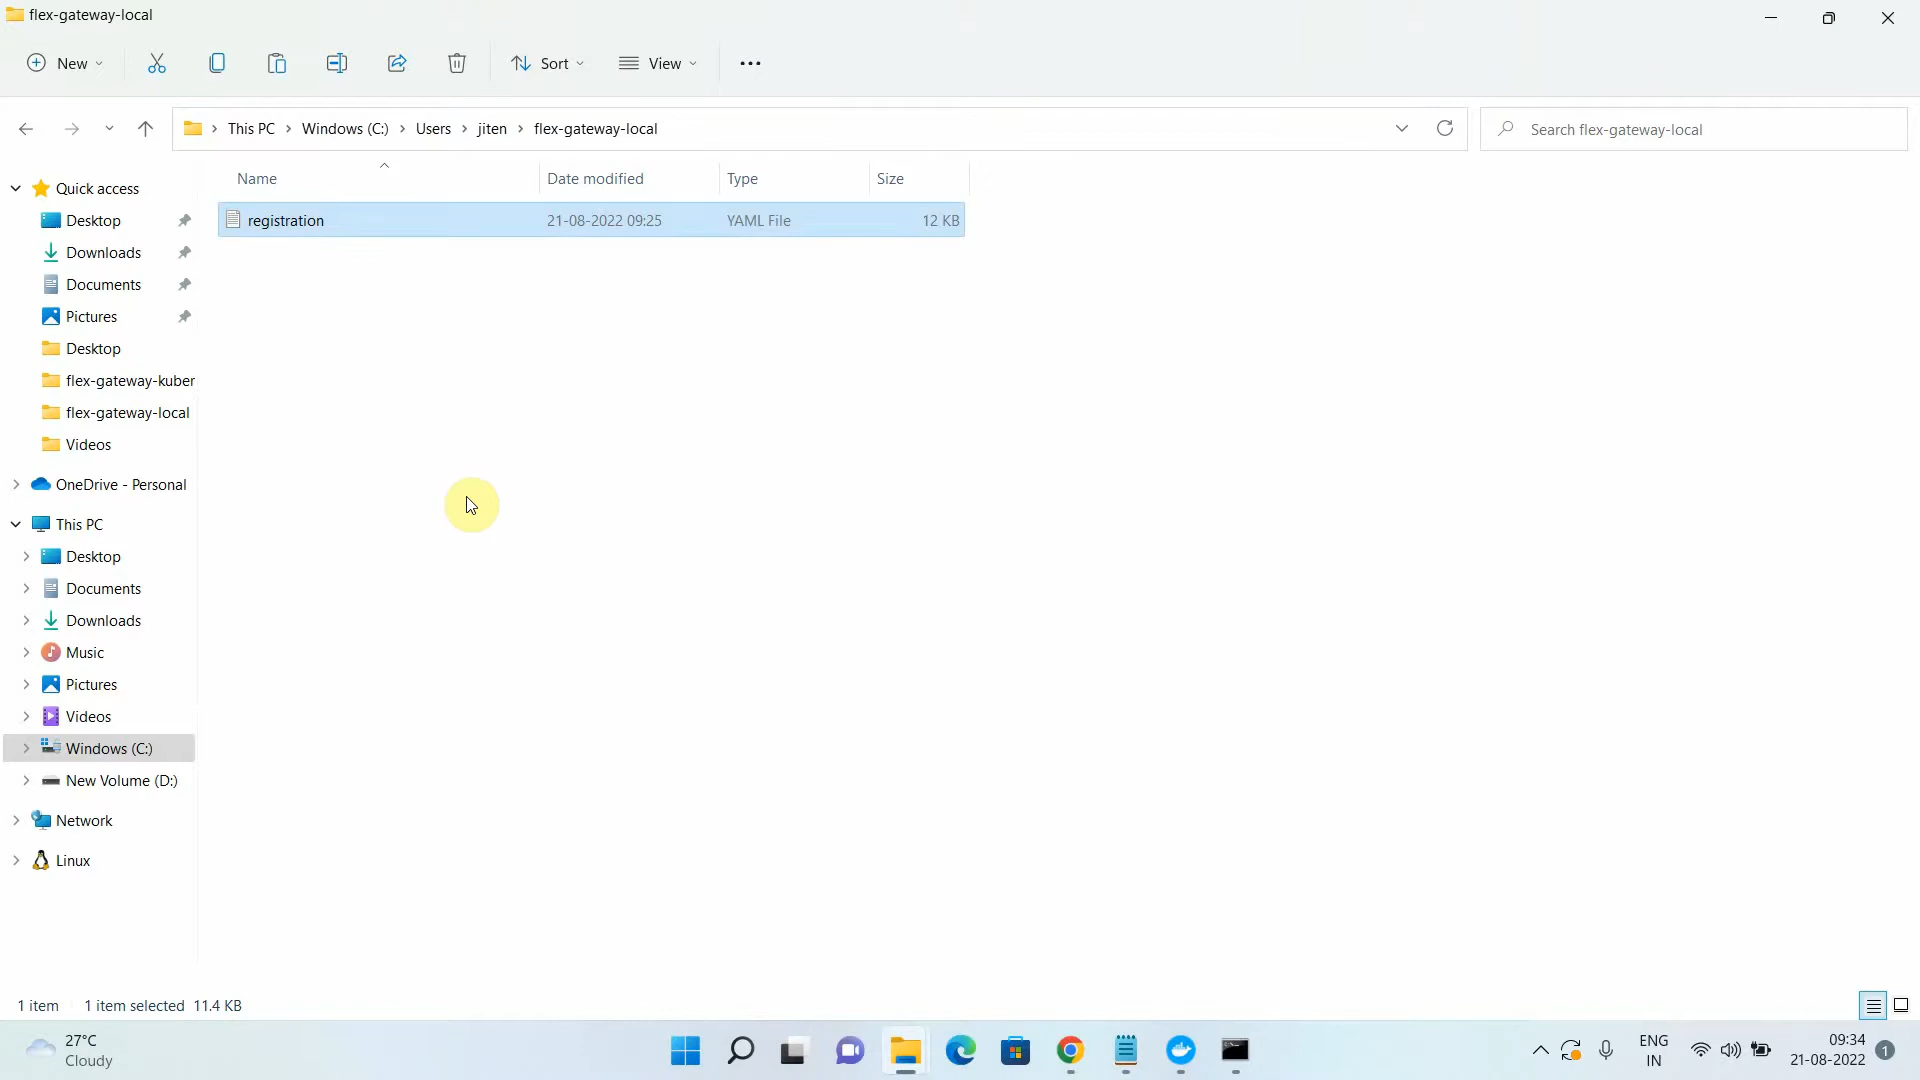 flex-gateway-local
New
Sort
View
This PC
Windows (C:)
Users
jiten
flex-gateway-local
Search flex-gateway-local
Name
Date modified
Type
Size
registration
21-08-2022 09:25
YAML File
12 KB
Quick access
Desktop
Downloads
Documents
Pictures
Desktop
flex-gateway-kuber
flex-gateway-local
Videos
OneDrive - Personal
This PC
Desktop
Documents
Downloads
Music
Pictures
Videos
Windows (C:)
New Volume (D:)
Network
Linux
1 item
1 item selected 11.4 KB
27°C
Cloudy
ENG
IN
09:34
21-08-2022
1